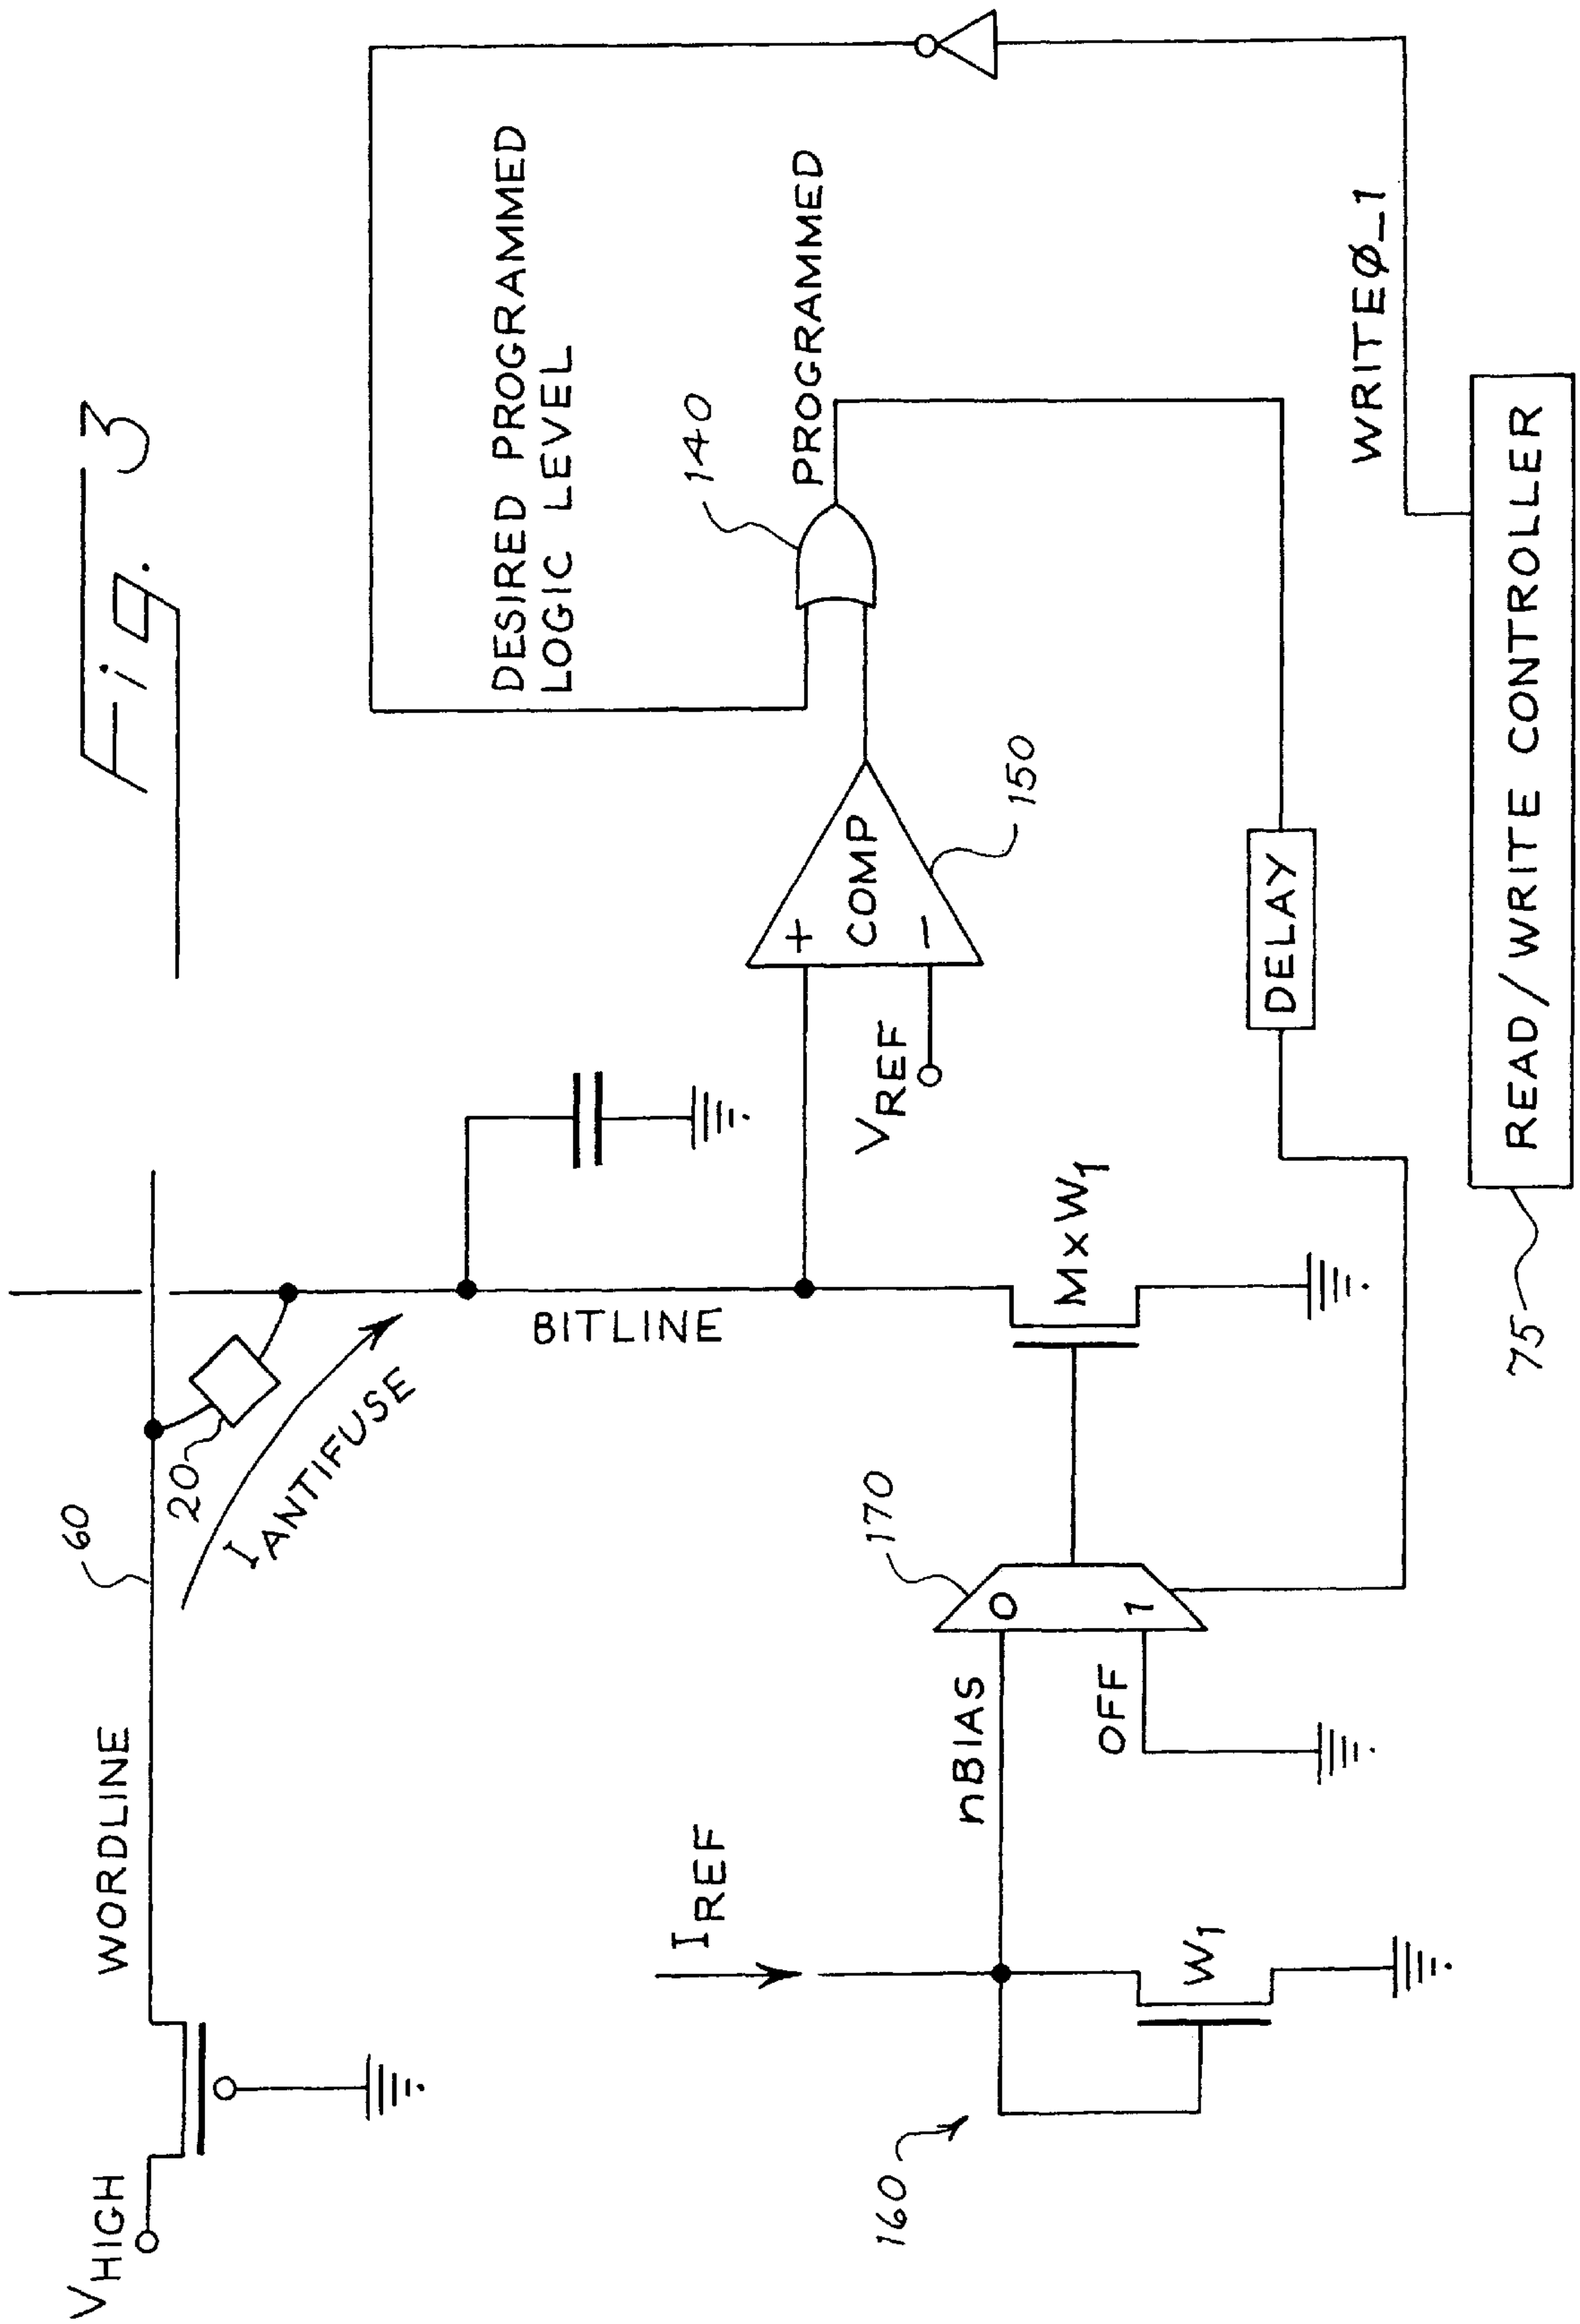 Fig. 3
VHIGH
WORDLINE
60
20
IANTIFUSE
BITLINE
DESIRED PROGRAMMED
LOGIC LEVEL
140
PROGRAMMED
IREF
nBIAS
OFF
170
0
1
MxW1
VREF
+
COMP
−
150
160
W1
DELAY
WRITEØ_1
75
READ/WRITE CONTROLLER